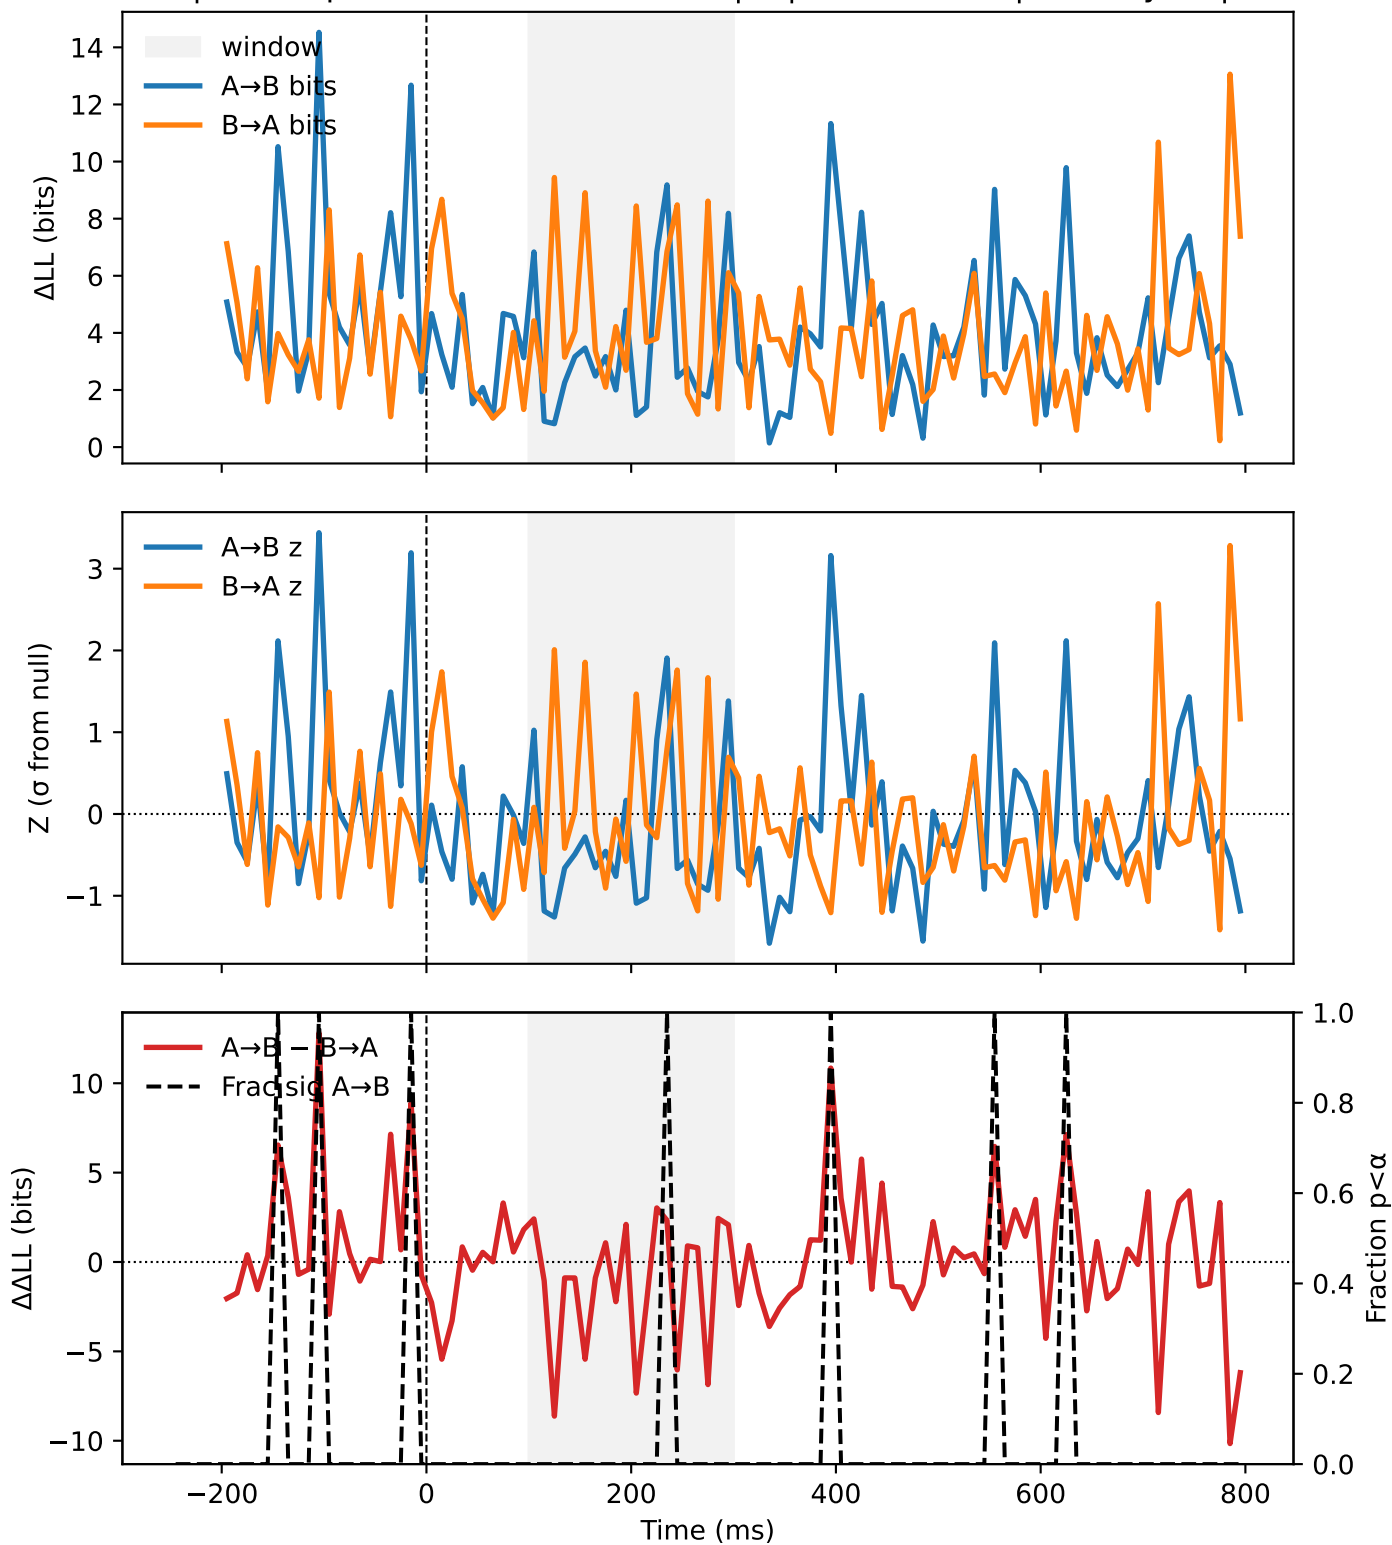 window
A→B bits
B→A bits
ΔLL (bits)
14
12
10
8
6
4
2
0
A→B z
B→A z
Z (σ from null)
3
2
1
0
−1
A→B − B→A
Frac sig A→B
ΔΔLL (bits)
10
5
0
−5
−10
1.0
0.8
0.6
0.4
0.2
0.0
Fraction p<α
−200 0 200 400 600 800
Time (ms)